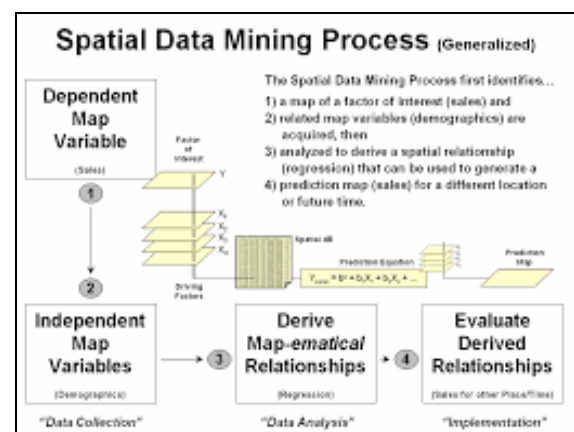 Spatial Data Mining Process (Generalized)
The Spatial Data Mining Process first identifies...
1) a map of a factor of interest (sales) and
2) related map variables (demographics) are
acquired, then
3) analyzed to derive a spatial relationship
(regression) that can be used to generate a
4) prediction map (sales) for a different location
or future time.
Dependent
Map
Variable
(Sales)
1
Factor
of
Interest
Y
Driving
Factors
Spatial dB
Prediction Equation
Prediction
Map
2
Independent
Map
Variables
(Demographics)
3
Derive
Map-ematical
Relationships
(Regression)
4
Evaluate
Derived
Relationships
(Sales for other Place/Time)
"Data Collection"
"Data Analysis"
"Implementation"